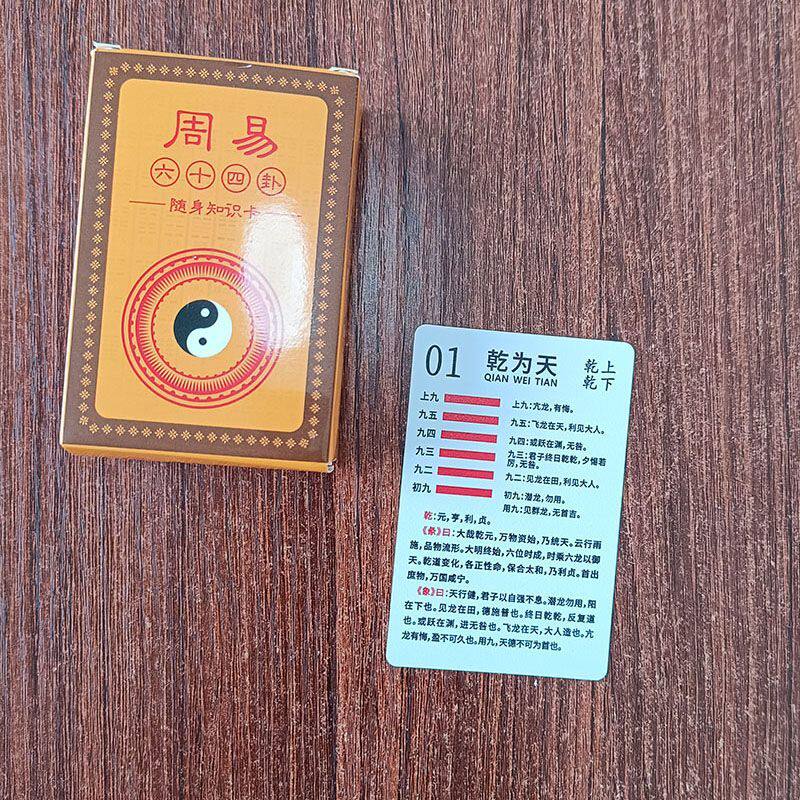 周易
六十四卦
随身知识卡
01 乾为天 乾上
QIAN WEI TIAN 乾下
上九 上九:亢龙,有悔。
九五 九五:飞龙在天,利见大人。
九四 九四:或跃在渊,无咎。
九三 九三:君子终日乾乾,夕惕若
厉,无咎。
九二 九二:见龙在田,利见大人。
初九 初九:潜龙,勿用。
用九:见群龙,无首吉。
乾:元,亨,利,贞。
《彖》曰:大哉乾元,万物资始,乃统天。云行雨
施,品物流形。大明终始,六位时成,时乘六龙以御
天。乾道变化,各正性命,保合太和,乃利贞。首出
庶物,万国咸宁。
《象》曰:天行健,君子以自强不息。潜龙勿用,阳
在下也。见龙在田,德施普也。终日乾乾,反复道
也。或跃在渊,进无咎也。飞龙在天,大人造也。亢
龙有悔,盈不可久也。用九,天德不可为首也。